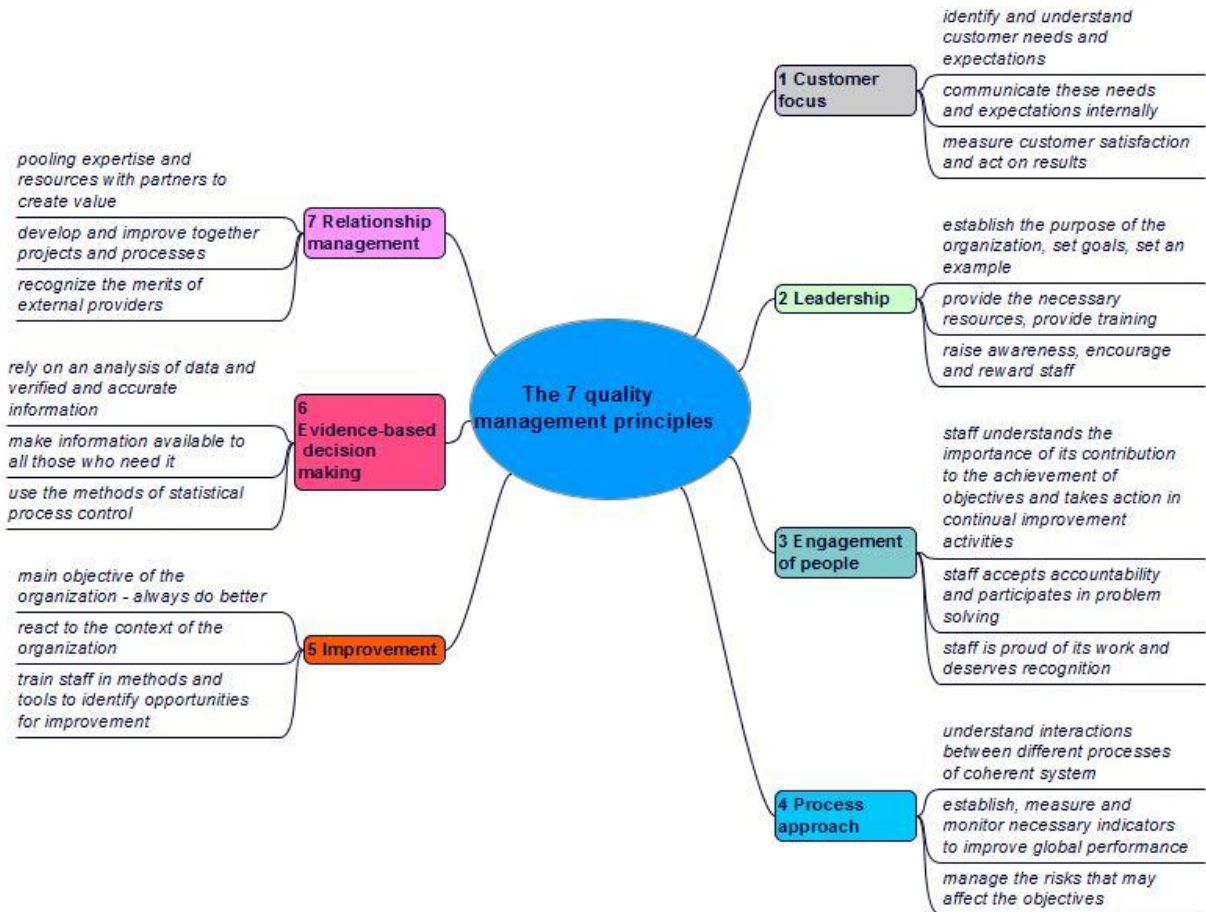 The 7 quality
management principles
1 Customer
focus
identify and understand
customer needs and
expectations
communicate these needs
and expectations internally
measure customer satisfaction
and act on results
2 Leadership
establish the purpose of the
organization, set goals, set an
example
provide the necessary
resources, provide training
raise awareness, encourage
and reward staff
3 Engagement
of people
staff understands the
importance of its contribution
to the achievement of
objectives and takes action in
continual improvement
activities
staff accepts accountability
and participates in problem
solving
staff is proud of its work and
deserves recognition
4 Process
approach
understand interactions
between different processes
of coherent system
establish, measure and
monitor necessary indicators
to improve global performance
manage the risks that may
affect the objectives
5 Improvement
main objective of the
organization - always do better
react to the context of the
organization
train staff in methods and
tools to identify opportunities
for improvement
6
Evidence-based
decision
making
rely on an analysis of data and
verified and accurate
information
make information available to
all those who need it
use the methods of statistical
process control
7 Relationship
management
pooling expertise and
resources with partners to
create value
develop and improve together
projects and processes
recognize the merits of
external providers